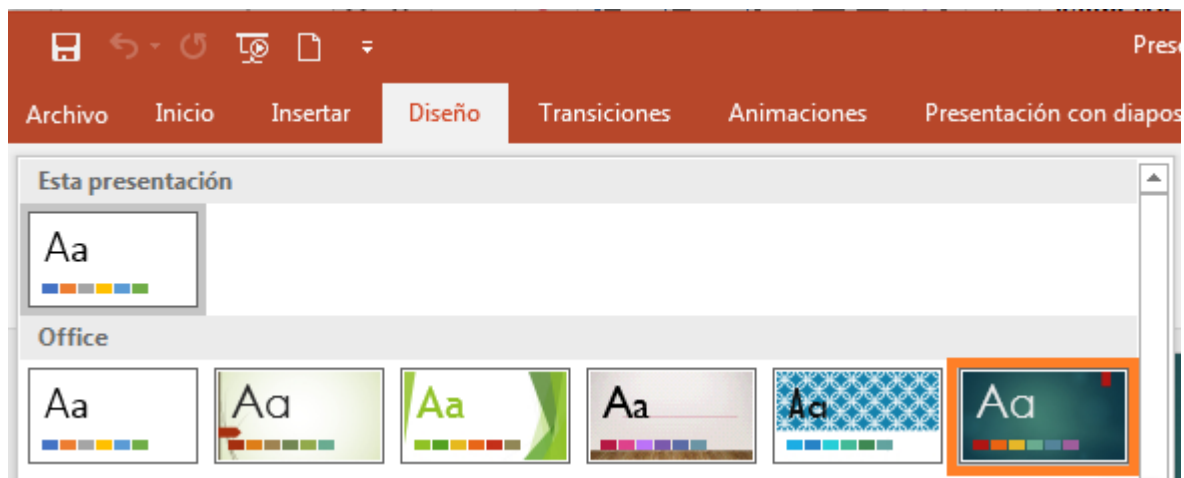 Archivo Inicio Insertar Diseño Transiciones Animaciones Presentación con diapos
Esta presentación
Aa
Office
Aa Aa Aa Aa Aa Aa